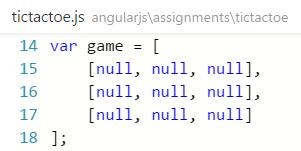 tictactoe.js angularjs\assignments\tictactoe
14 var game = [
15     [null, null, null],
16     [null, null, null],
17     [null, null, null]
18 ];